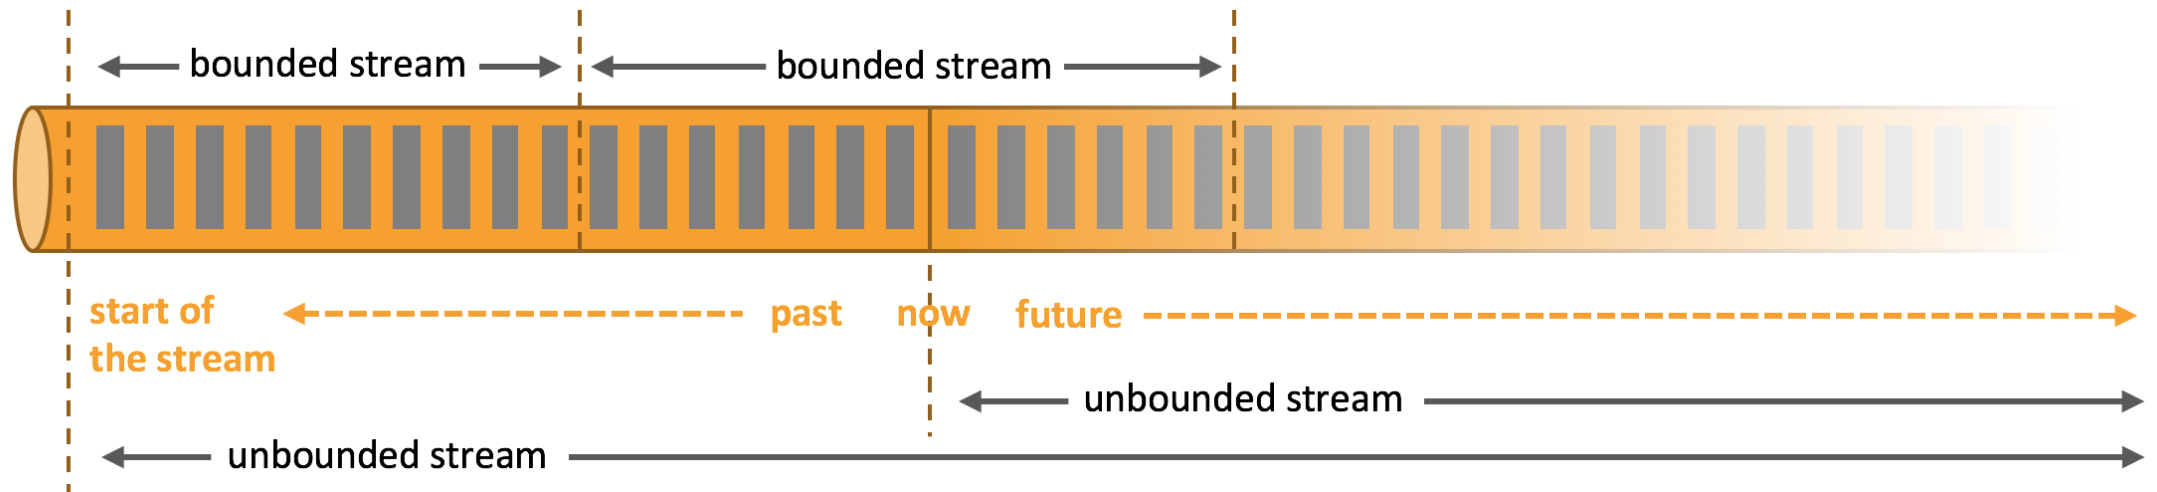 bounded stream
bounded stream
start of
the stream
past
now
future
unbounded stream
unbounded stream